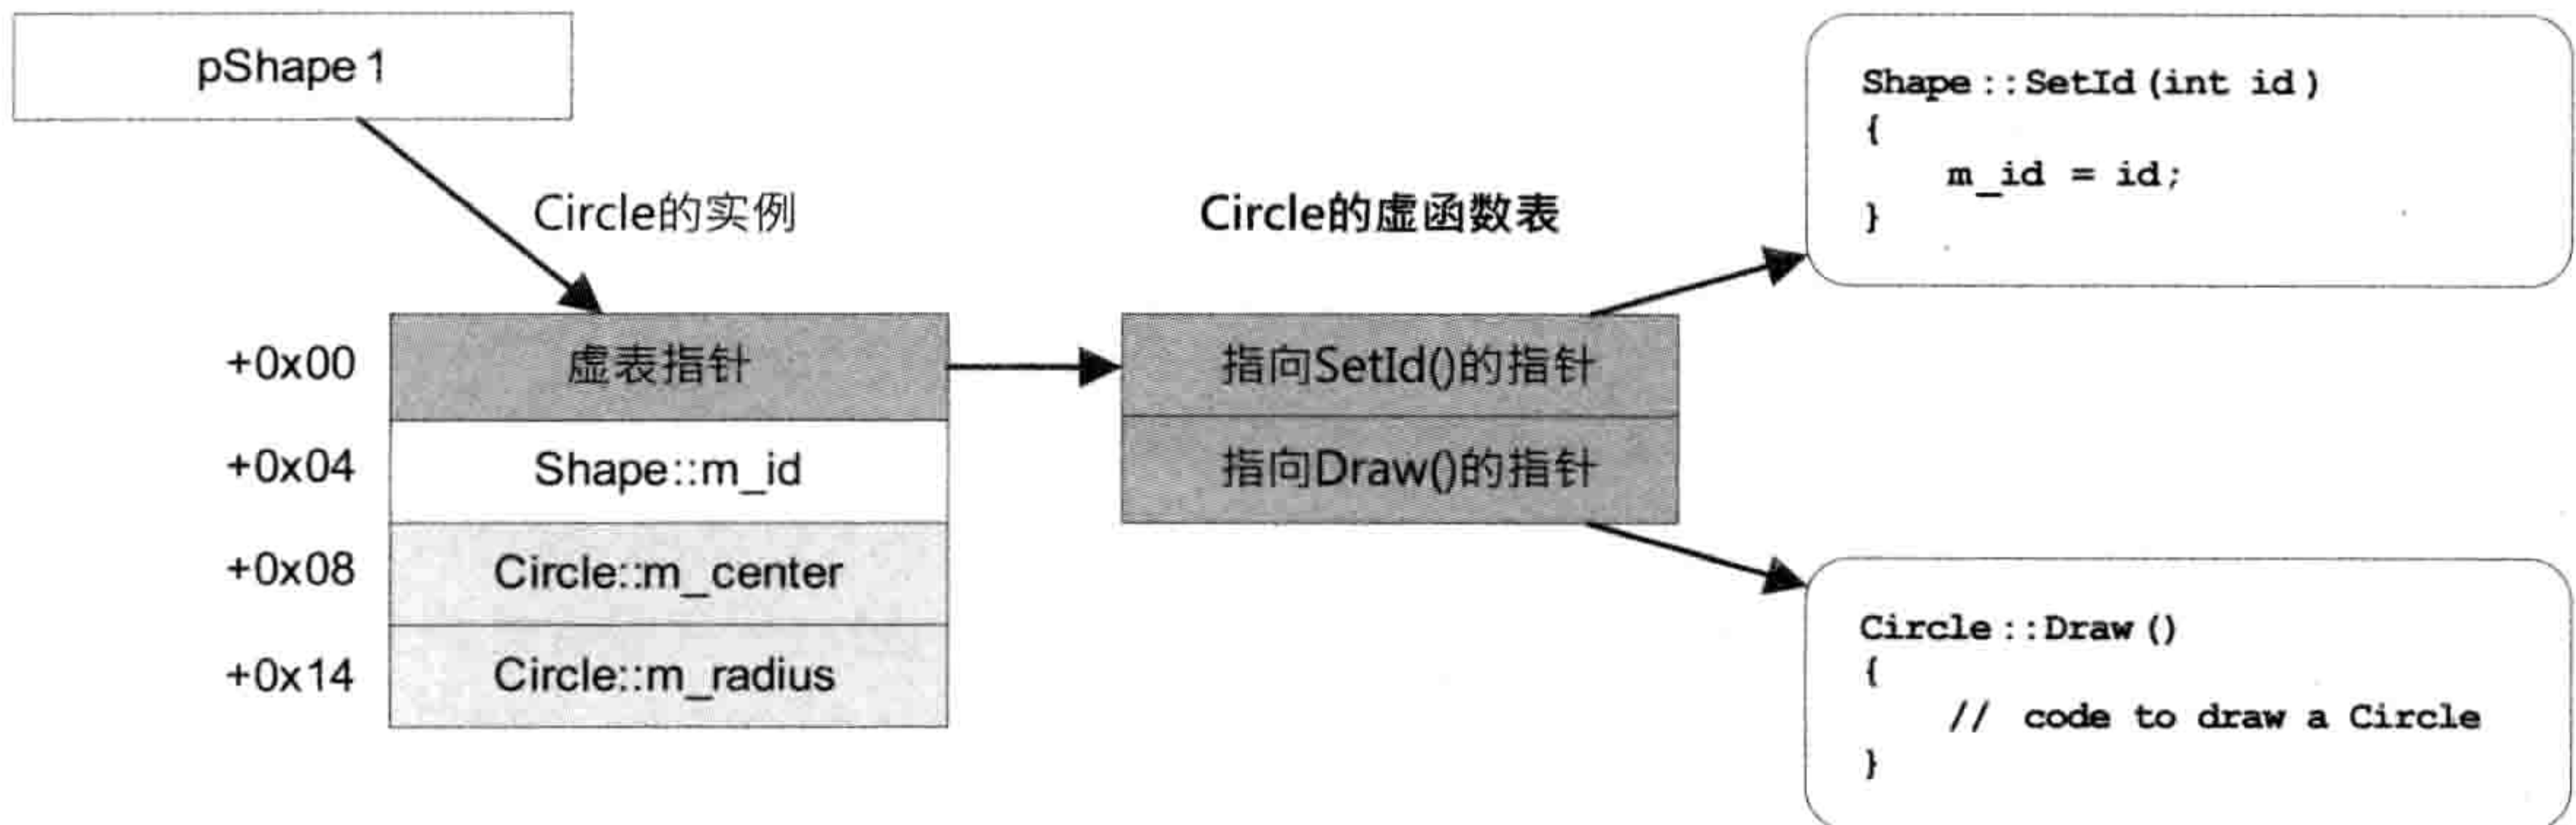 pShape1
Circle的实例
+0x00
虚表指针
+0x04
Shape::m_id
+0x08
Circle::m_center
+0x14
Circle::m_radius
Circle的虚函数表
指向SetId()的指针
指向Draw()的指针
Shape::SetId(int id)
{
m_id = id;
}
Circle::Draw()
{
// code to draw a Circle
}